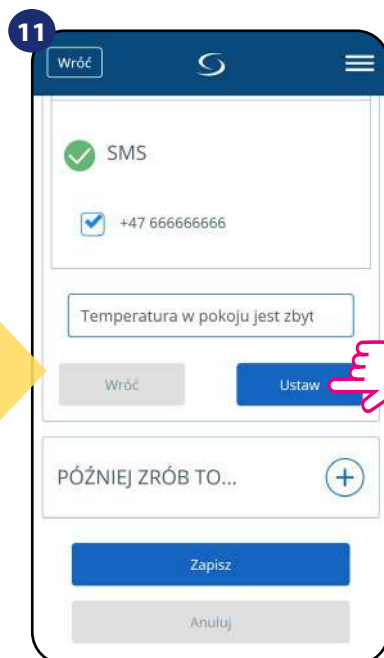 11
Wróć
SMS
+47 666666666
Temperatura w pokoju jest zbyt
Wróć
Ustaw
PÓŹNIEJ ZRÓB TO...
Zapisz
Anuluj